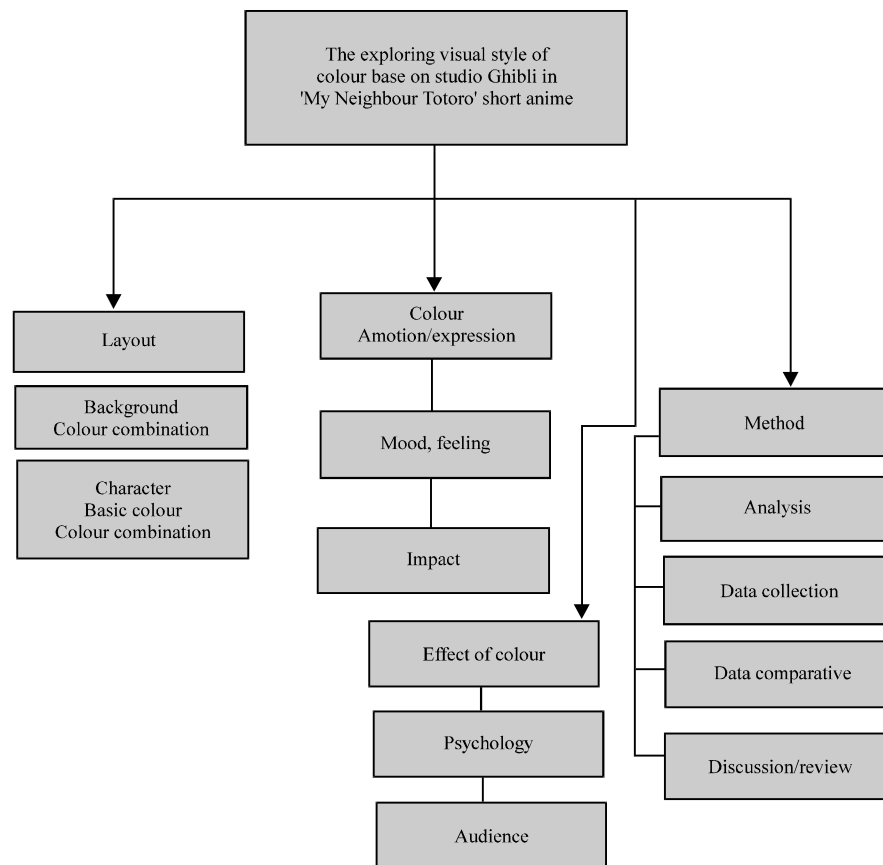 The exploring visual style of
colour base on studio Ghibli in
'My Neighbour Totoro' short anime
Layout
Background
Colour combination
Character
Basic colour
Colour combination
Colour
Amotion/expression
Mood, feeling
Impact
Effect of colour
Psychology
Audience
Method
Analysis
Data collection
Data comparative
Discussion/review